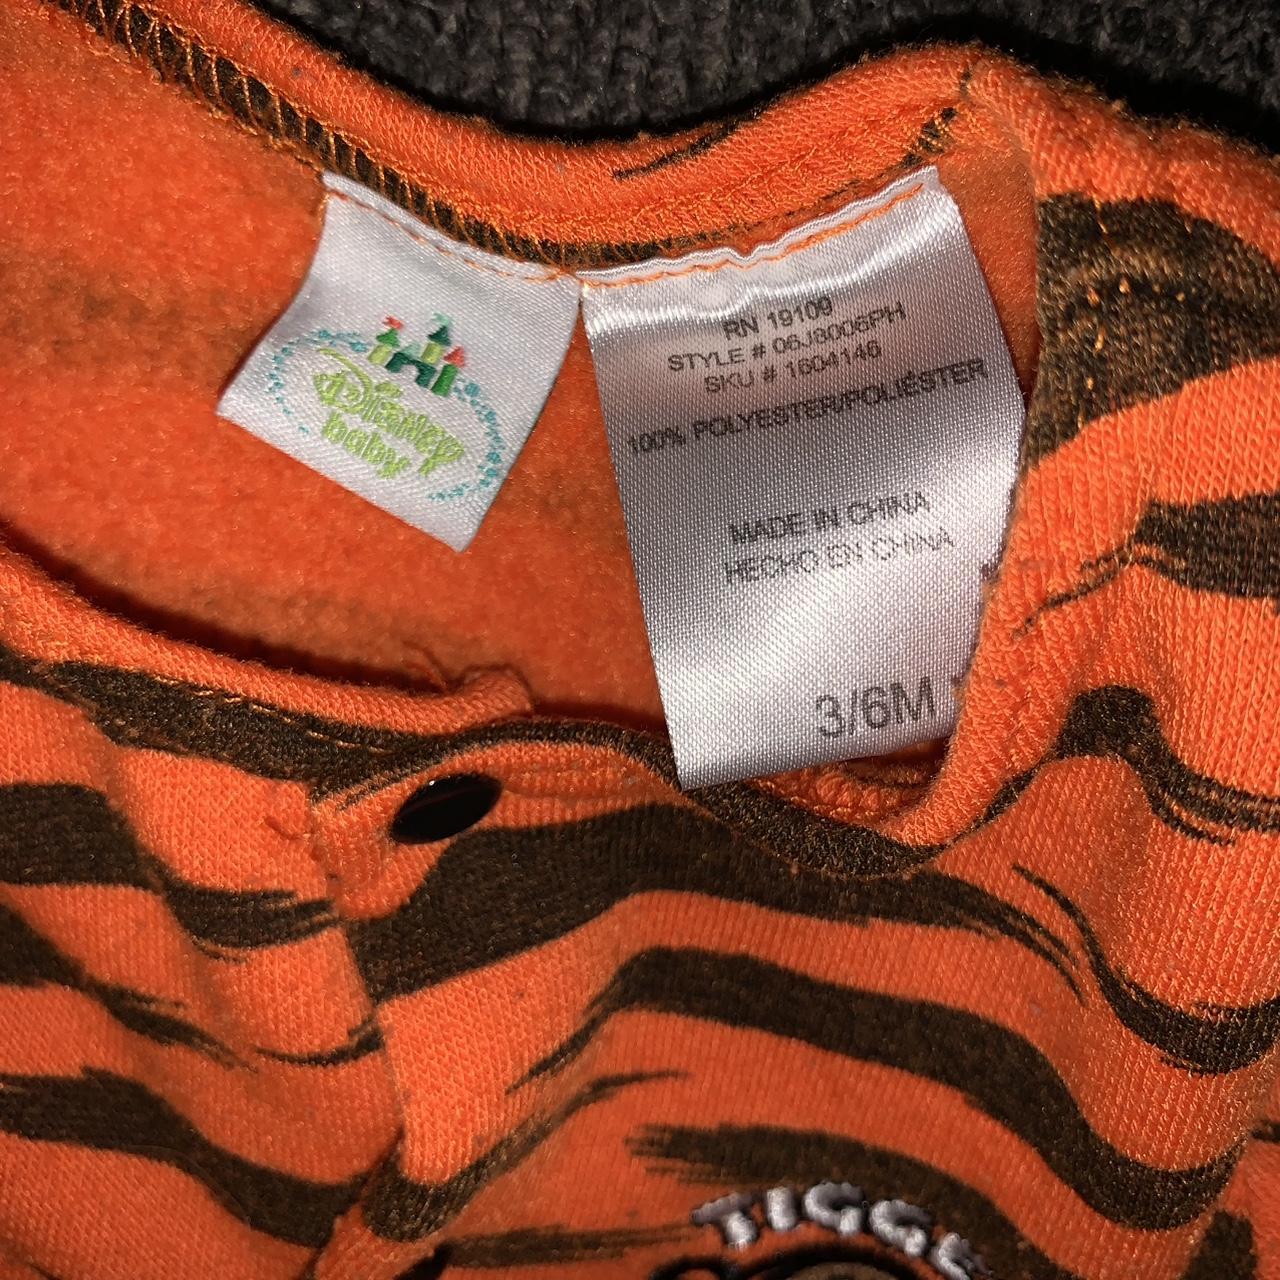 Disney
baby
RN 19109
STYLE # 06J8006PH
SKU # 1604146
100% POLYESTER/POLIÉSTER
MADE IN CHINA
HECHO EN CHINA
3/6M
TIGGE